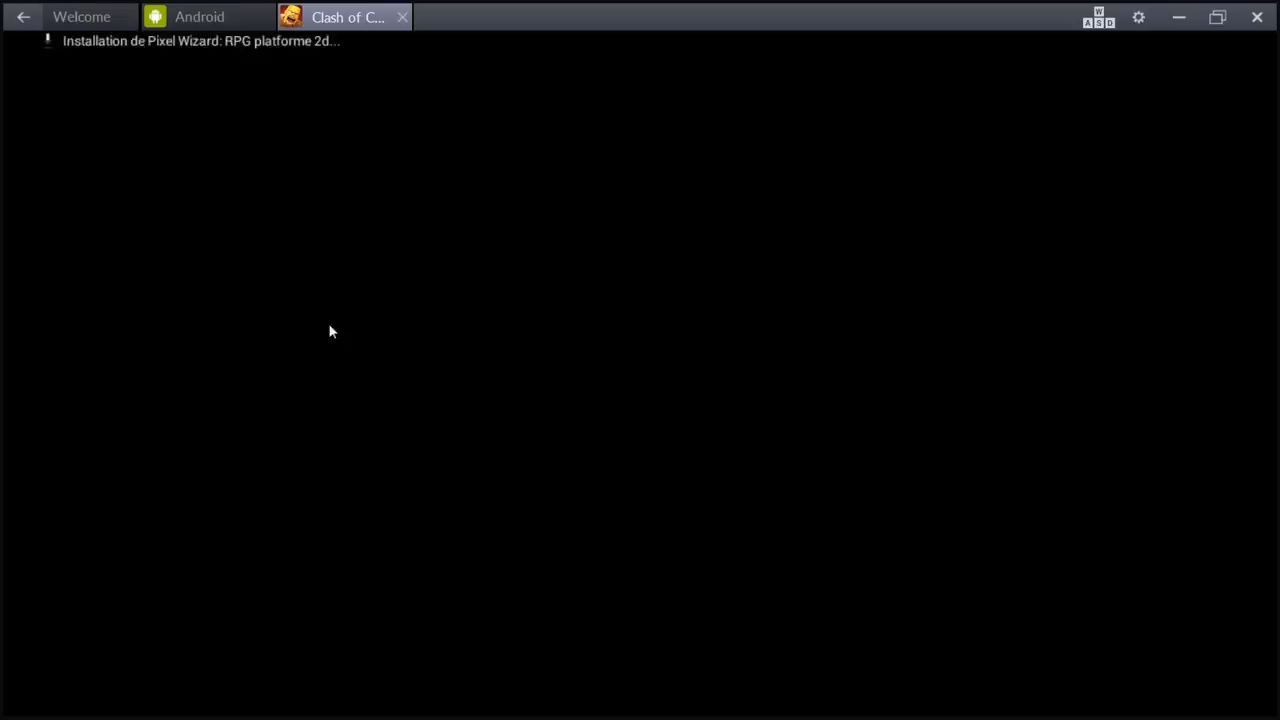 Welcome
Android
Clash of C...
W
A S D
Installation de Pixel Wizard: RPG platforme 2d...